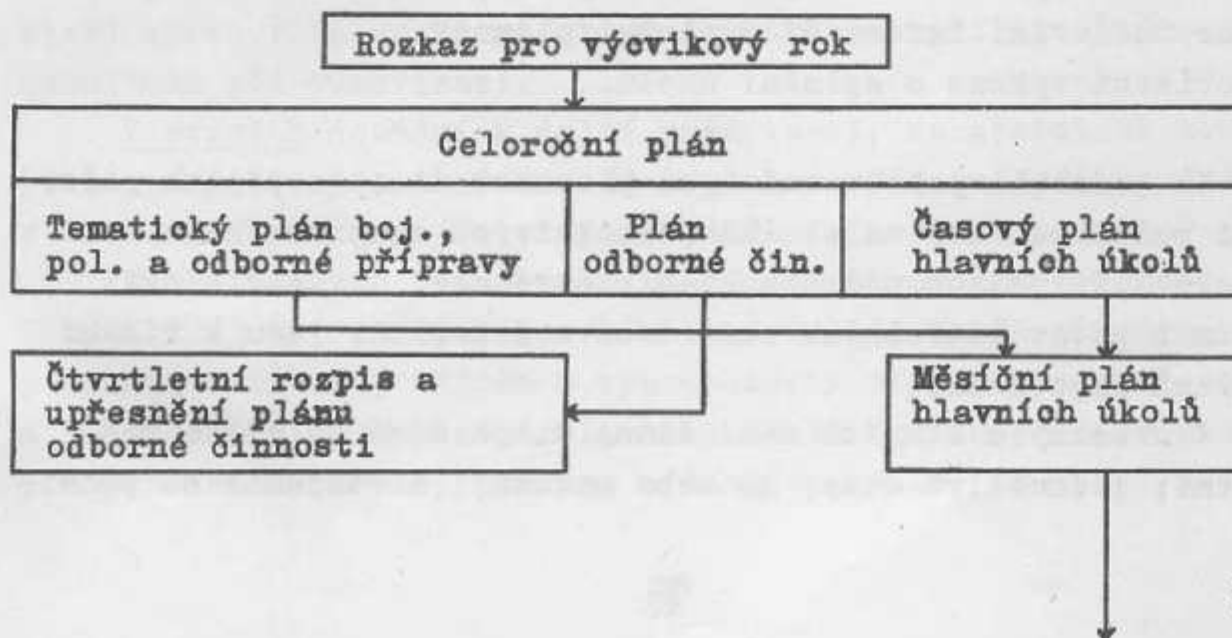 Rozkaz pro výcvikový rok
Celoroční plán
Tematický plán boj.,
pol. a odborné přípravy
Plán
odborné čin.
Časový plán
hlavních úkolů
Čtvrtletní rozpis a
upřesnění plánu
odborné činnosti
Měsíční plán
hlavních úkolů